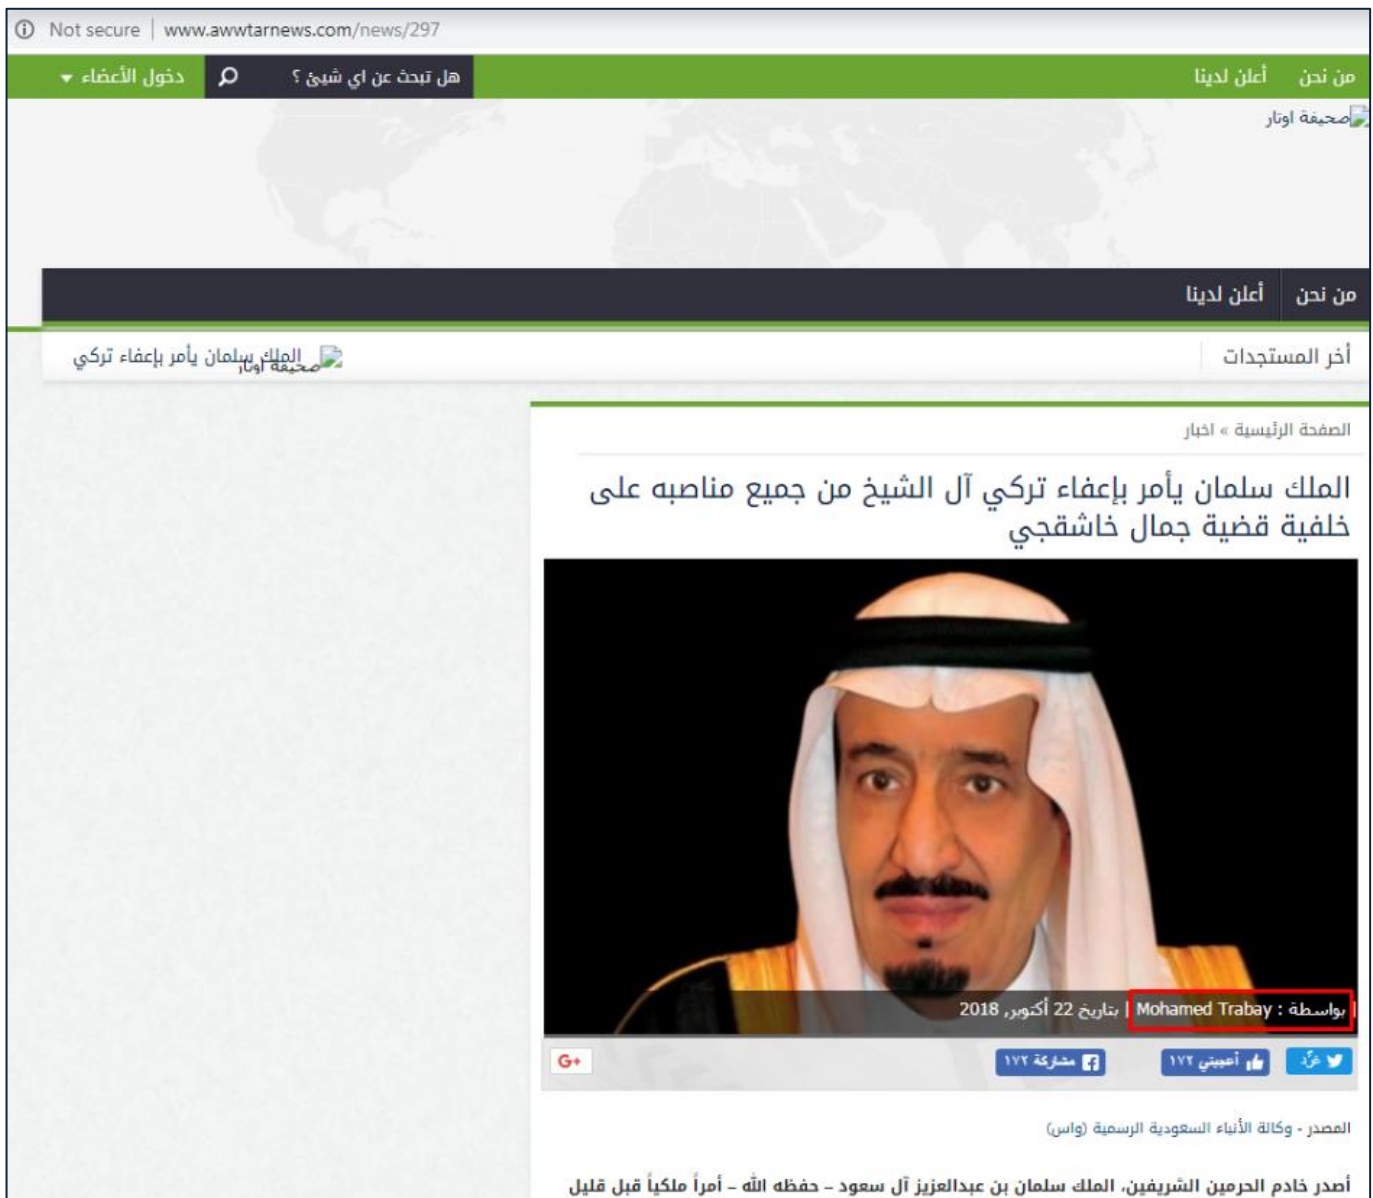 Not secure | www.awwtarnews.com/news/297
من نحن أعلن لدينا هل تبحث عن اي شيئ ؟ دخول الأعضاء
صحيفة اوتار
من نحن أعلن لدينا
أخر المستجدات الملك سلمان يأمر بإعفاء تركي
صحيفة اوتار
الصفحة الرئيسية » اخبار
الملك سلمان يأمر بإعفاء تركي آل الشيخ من جميع مناصبه على
خلفية قضية جمال خاشقجي
| بواسطة : Mohamed Trabay | بتاريخ 22 أكتوبر, 2018
غرِّد أعجبني ١٧٢ مشاركة ١٧٢ G+
المصدر - وكالة الأنباء السعودية الرسمية (واس)
أصدر خادم الحرمين الشريفين، الملك سلمان بن عبدالعزيز آل سعود – حفظه الله – أمراً ملكياً قبل قليل